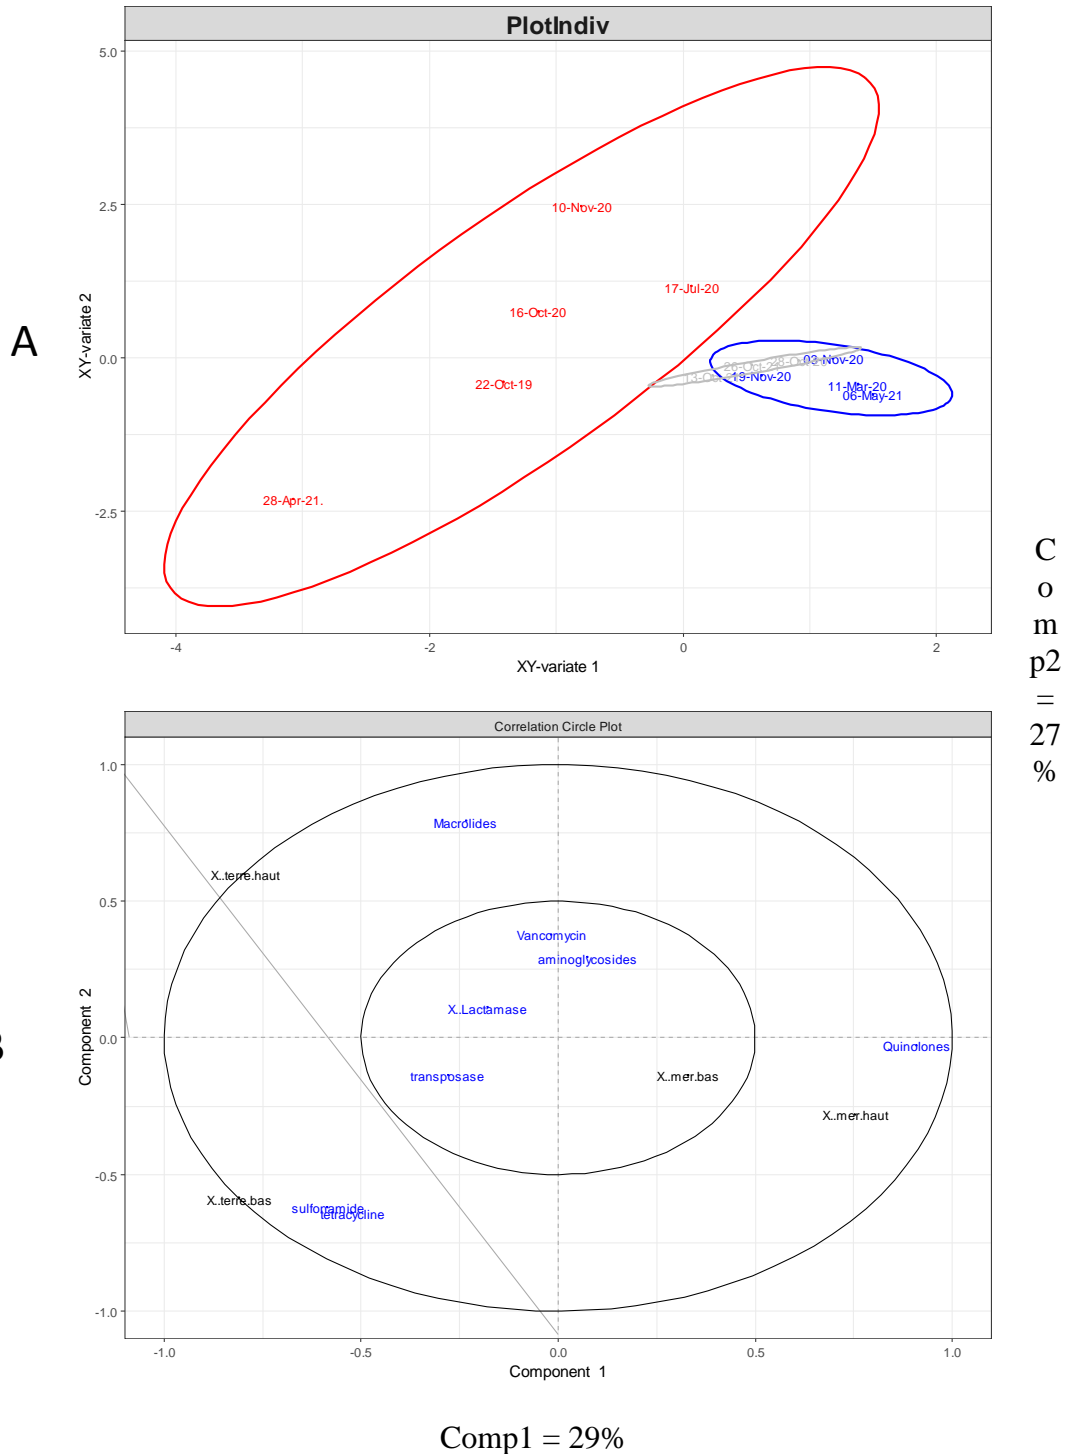 PlotIndiv
A
XY-variate 2
5.0
2.5
0.0
-2.5
10-Nov-20
17-Jul-20
16-Oct-20
22-Oct-19
28-Apr-21.
03-Nov-20
19-Nov-20
11-Mar-20
06-May-21
-4
-2
0
2
XY-variate 1
C
o
m
p2
=
27
%
Correlation Circle Plot
Component 2
1.0
0.5
0.0
-0.5
-1.0
Macrolides
X..terre.haut
Vancomycin
aminoglycosides
X..Lactamase
Quinolones
transposase
X..mer.bas
X..mer.haut
X..terre.bas
sulfonamide
tetracycline
-1.0
-0.5
0.0
0.5
1.0
Component 1
Comp1 = 29%